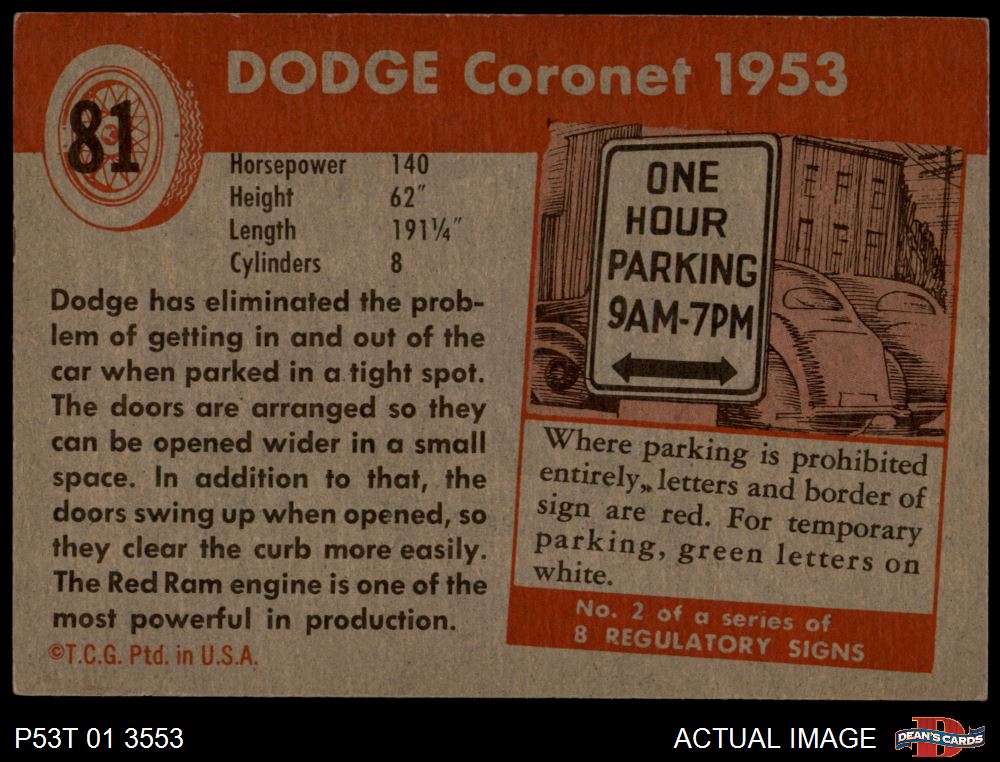 81
DODGE Coronet 1953
Horsepower 140
Height 62"
Length 191¼"
Cylinders 8
Dodge has eliminated the prob-
lem of getting in and out of the
car when parked in a tight spot.
The doors are arranged so they
can be opened wider in a small
space. In addition to that, the
doors swing up when opened, so
they clear the curb more easily.
The Red Ram engine is one of the
most powerful in production.
©T.C.G. Ptd. in U.S.A.
ONE
HOUR
PARKING
9AM-7PM
Where parking is prohibited
entirely,, letters and border of
sign are red. For temporary
parking, green letters on
white.
No. 2 of a series of
8 REGULATORY SIGNS
P53T 01 3553
ACTUAL IMAGE
DEAN'S CARDS